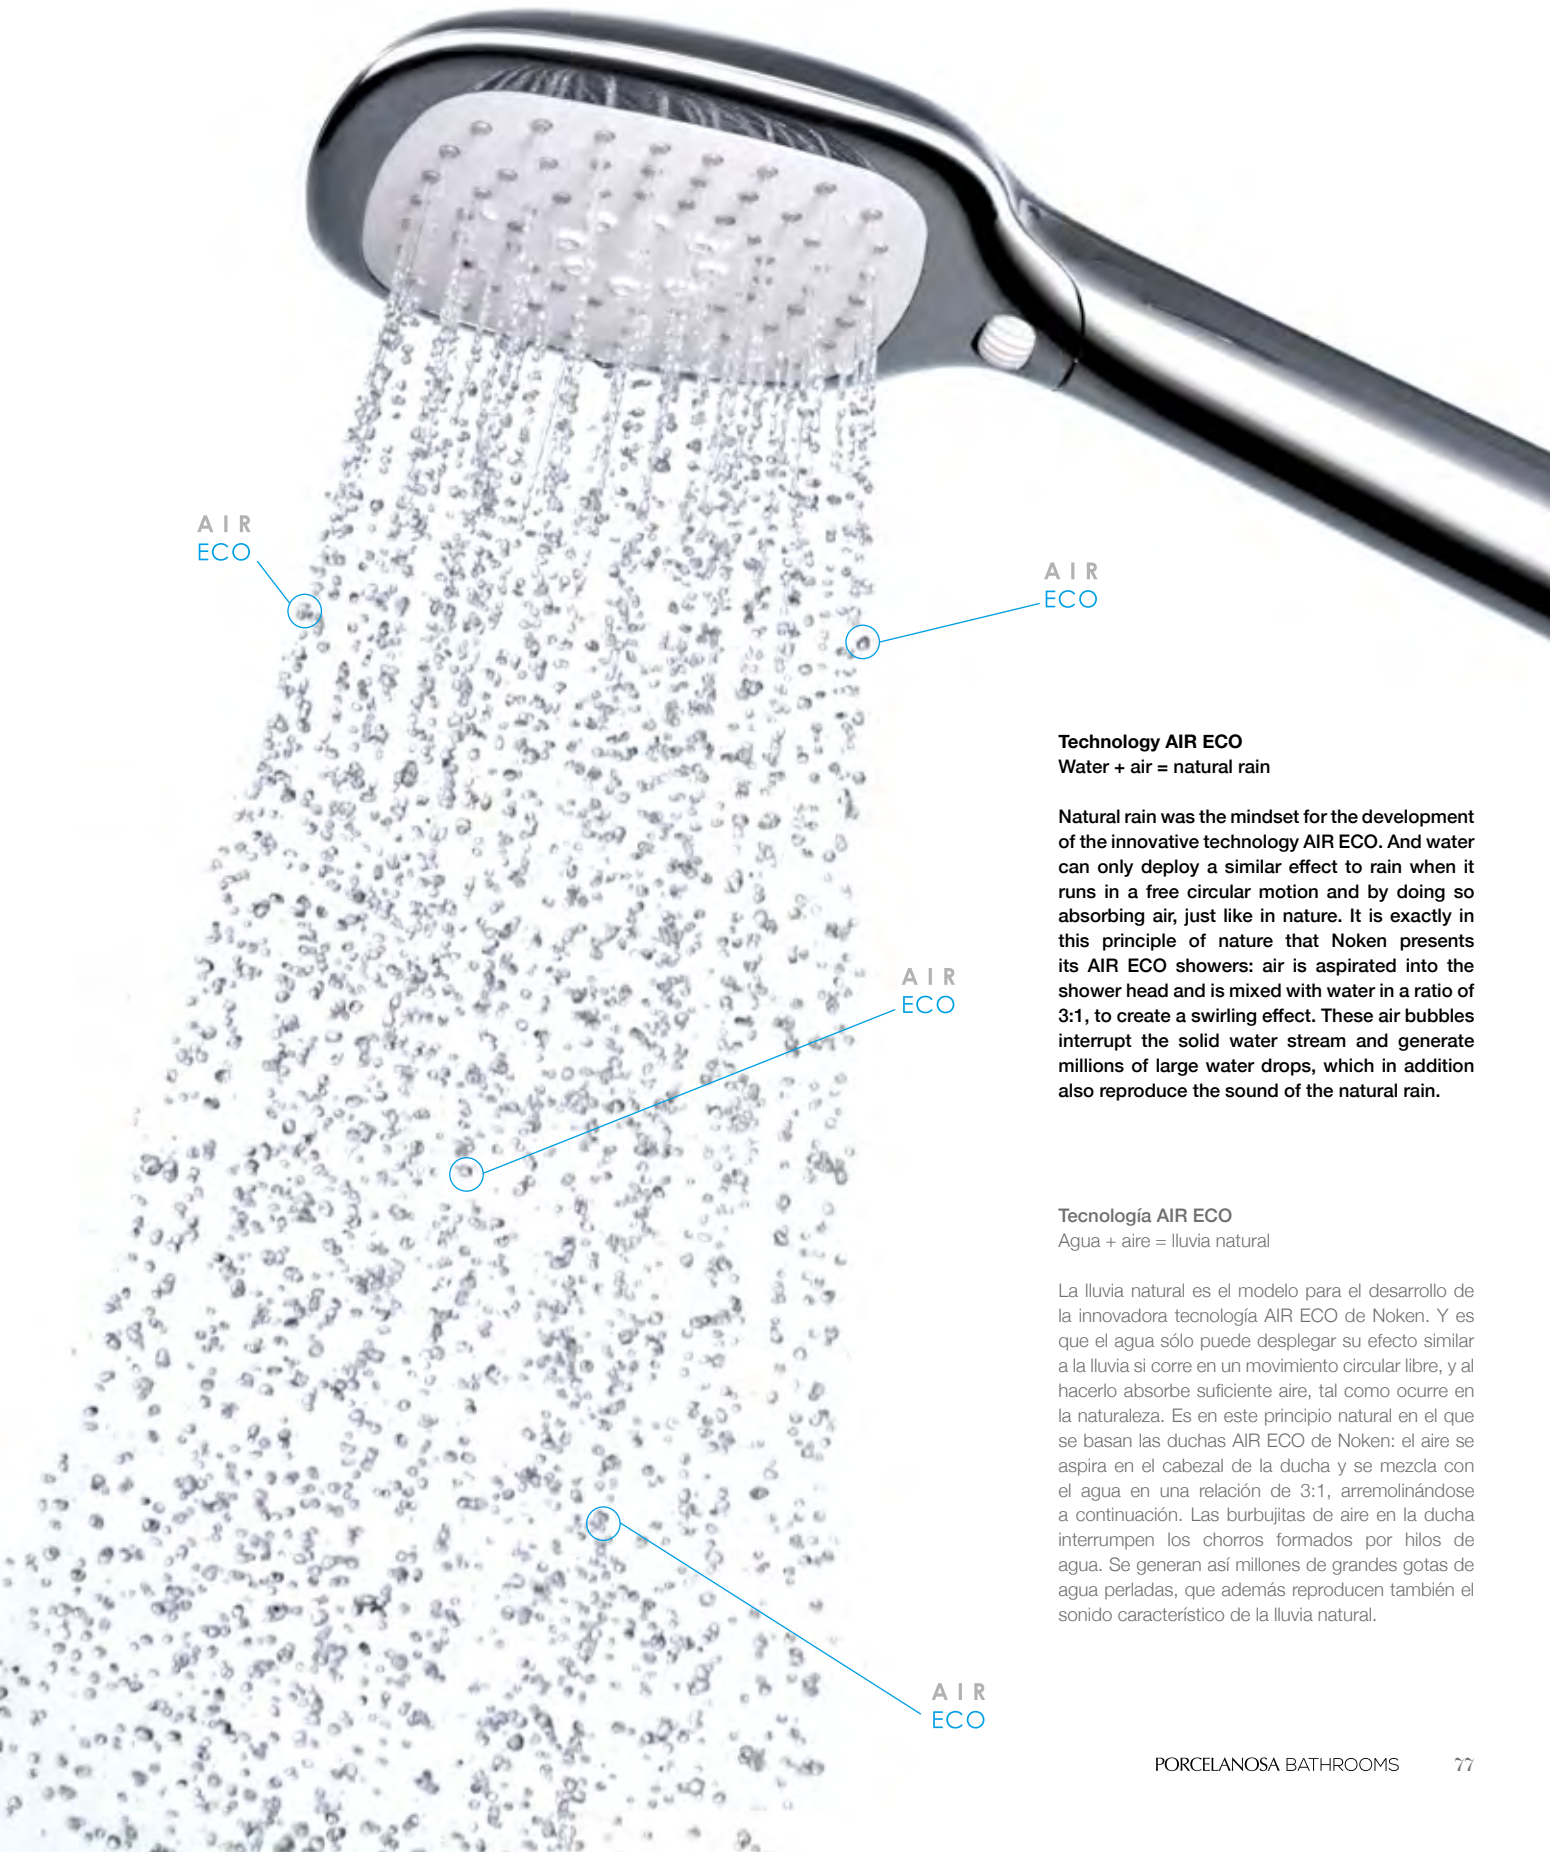 AIR
ECO
AIR
ECO
Technology AIR ECO
Water + air = natural rain
Natural rain was the mindset for the development
of the innovative technology AIR ECO. And water
can only deploy a similar effect to rain when it
runs in a free circular motion and by doing so
absorbing air, just like in nature. It is exactly in
this principle of nature that Noken presents
its AIR ECO showers: air is aspirated into the
shower head and is mixed with water in a ratio of
3:1, to create a swirling effect. These air bubbles
interrupt the solid water stream and generate
millions of large water drops, which in addition
also reproduce the sound of the natural rain.
AIR
ECO
Tecnología AIR ECO
Agua + aire = lluvia natural
La lluvia natural es el modelo para el desarrollo de
la innovadora tecnología AIR ECO de Noken. Y es
que el agua sólo puede desplegar su efecto similar
a la lluvia si corre en un movimiento circular libre, y al
hacerlo absorbe suficiente aire, tal como ocurre en
la naturaleza. Es en este principio natural en el que
se basan las duchas AIR ECO de Noken: el aire se
aspira en el cabezal de la ducha y se mezcla con
el agua en una relación de 3:1, arremolinándose
a continuación. Las burbujitas de aire en la ducha
interrumpen los chorros formados por hilos de
agua. Se generan así millones de grandes gotas de
agua perladas, que además reproducen también el
sonido característico de la lluvia natural.
AIR
ECO
PORCELANOSA BATHROOMS 77